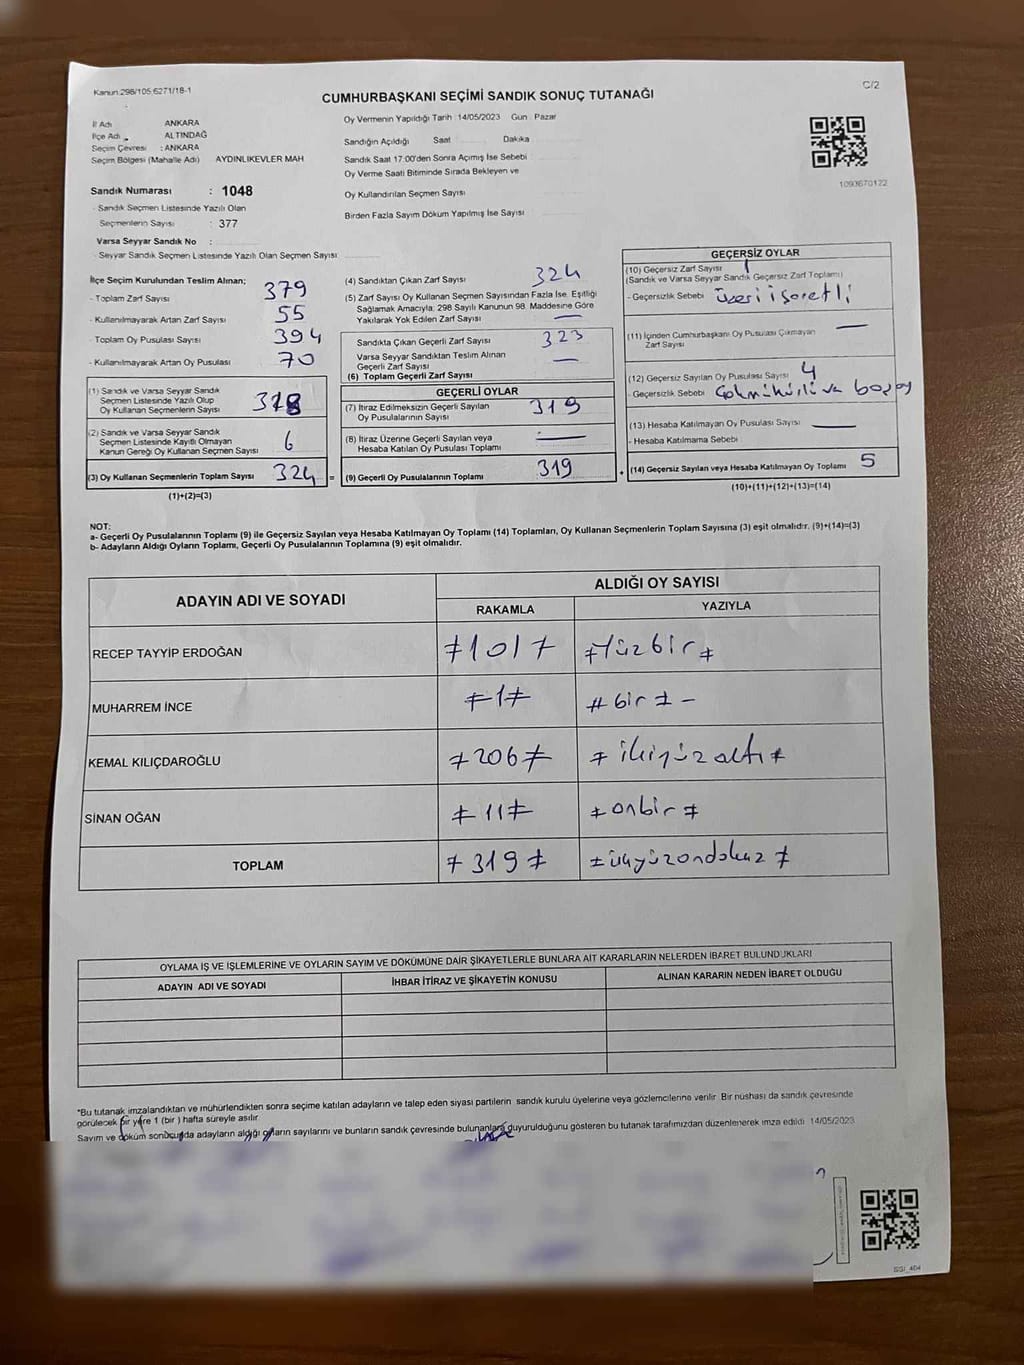 Kanun:298/105,6271/18-1
C/2
CUMHURBAŞKANI SEÇİMİ SANDIK SONUÇ TUTANAĞI
İl Adı ANKARA
İlçe Adı ALTINDAĞ
Seçim Çevresi : ANKARA
Seçim Bölgesi (Mahalle Adı) AYDINLIKEVLER MAH
Sandık Numarası : 1048
- Sandık Seçmen Listesinde Yazılı Olan
Seçmenlerin Sayısı : 377
Varsa Seyyar Sandık No :
- Seyyar Sandık Seçmen Listesinde Yazılı Olan Seçmen Sayısı
Oy Vermenin Yapıldığı Tarih 14/05/2023 Gün Pazar
Sandığın Açıldığı Saat Dakika
Sandık Saat 17:00'den Sonra Açımış İse Sebebi
Oy Verme Saati Bitiminde Sırada Bekleyen ve
Oy Kullandırılan Seçmen Sayısı
Birden Fazla Sayım Döküm Yapılmış İse Sayısı
1093670122
İlçe Seçim Kurulundan Teslim Alınan;
- Toplam Zarf Sayısı 379
- Kullanılmayarak Artan Zarf Sayısı 55
- Toplam Oy Pusulası Sayısı 394
- Kullanılmayarak Artan Oy Pusulası 70
(1) Sandık ve Varsa Seyyar Sandık
Seçmen Listesinde Yazılı Olup
Oy Kullanan Seçmenlerin Sayısı
(2) Sandık ve Varsa Seyyar Sandık
Seçmen Listesinde Kayıtlı Olmayan
Kanun Gereği Oy Kullanan Seçmen Sayısı 6
(3) Oy Kullanan Seçmenlerin Toplam Sayısı 324 =
(1)+(2)=(3)
(4) Sandıktan Çıkan Zarf Sayısı 324
(5) Zarf Sayısı Oy Kullanan Seçmen Sayısından Fazla İse, Eşitliği
Sağlamak Amacıyla, 298 Sayılı Kanunun 98. Maddesine Göre
Yakılarak Yok Edilen Zarf Sayısı —
Sandıkta Çıkan Geçerli Zarf Sayısı 323
Varsa Seyyar Sandıktan Teslim Alınan
Geçerli Zarf Sayısı —
(6) Toplam Geçerli Zarf Sayısı
GEÇERLİ OYLAR
(7) İtiraz Edilmeksizin Geçerli Sayılan
Oy Pusulalarının Sayısı 319
(8) İtiraz Üzerine Geçerli Sayılan veya
Hesaba Katılan Oy Pusulası Toplamı —
(9) Geçerli Oy Pusulalarının Toplamı 319 +
GEÇERSİZ OYLAR
(10) Geçersiz Zarf Sayısı 1
(Sandık ve Varsa Seyyar Sandık Geçersiz Zarf Toplamı)
- Geçersizlik Sebebi üzeri işaretli
(11) İçinden Cumhurbaşkanı Oy Pusulası Çıkmayan
Zarf Sayısı —
(12) Geçersiz Sayılan Oy Pusulası Sayısı 4
- Geçersizlik Sebebi Çokmühürlü ve boş oy
(13) Hesaba Katılmayan Oy Pusulası Sayısı —
- Hesaba Katılmama Sebebi
(14) Geçersiz Sayılan veya Hesaba Katılmayan Oy Toplamı 5
(10)+(11)+(12)+(13)=(14)
NOT:
a- Geçerli Oy Pusulalarının Toplamı (9) ile Geçersiz Sayılan veya Hesaba Katılmayan Oy Toplamı (14) Toplamları, Oy Kullanan Seçmenlerin Toplam Sayısına (3) eşit olmalıdır. (9)+(14)=(3)
b- Adayların Aldığı Oyların Toplamı, Geçerli Oy Pusulalarının Toplamına (9) eşit olmalıdır.
ADAYIN ADI VE SOYADI
ALDIĞI OY SAYISI
RAKAMLA YAZIYLA
RECEP TAYYİP ERDOĞAN ≠101≠ ≠Yüzbir≠
MUHARREM İNCE ≠1≠ # bir ≠ -
KEMAL KILIÇDAROĞLU ≠206≠ ≠ ikiyüzaltı ≠
SİNAN OĞAN ≠11≠ ≠ onbir ≠
TOPLAM ≠319≠ ≠ üçyüzondokuz ≠
OYLAMA İŞ VE İŞLEMLERİNE VE OYLARIN SAYIM VE DÖKÜMÜNE DAİR ŞİKAYETLERLE BUNLARA AİT KARARLARIN NELERDEN İBARET BULUNDUKLARI
ADAYIN ADI VE SOYADI İHBAR İTİRAZ VE ŞİKAYETİN KONUSU ALINAN KARARIN NEDEN İBARET OLDUĞU
*Bu tutanak imzalandıktan ve mühürlendikten sonra seçime katılan adayların ve talep eden siyasi partilerin sandık kurulu üyelerine veya gözlemcilerine verilir. Bir nüshası da sandık çevresinde
görülecek bir yere 1 (bir) hafta süreyle asılır.
Sayım ve döküm sonucunda adayların aldığı oyların sayılarını ve bunların sandık çevresinde bulunanlara duyurulduğunu gösteren bu tutanak tarafımızdan düzenlenerek imza edildi. 14/05/2023